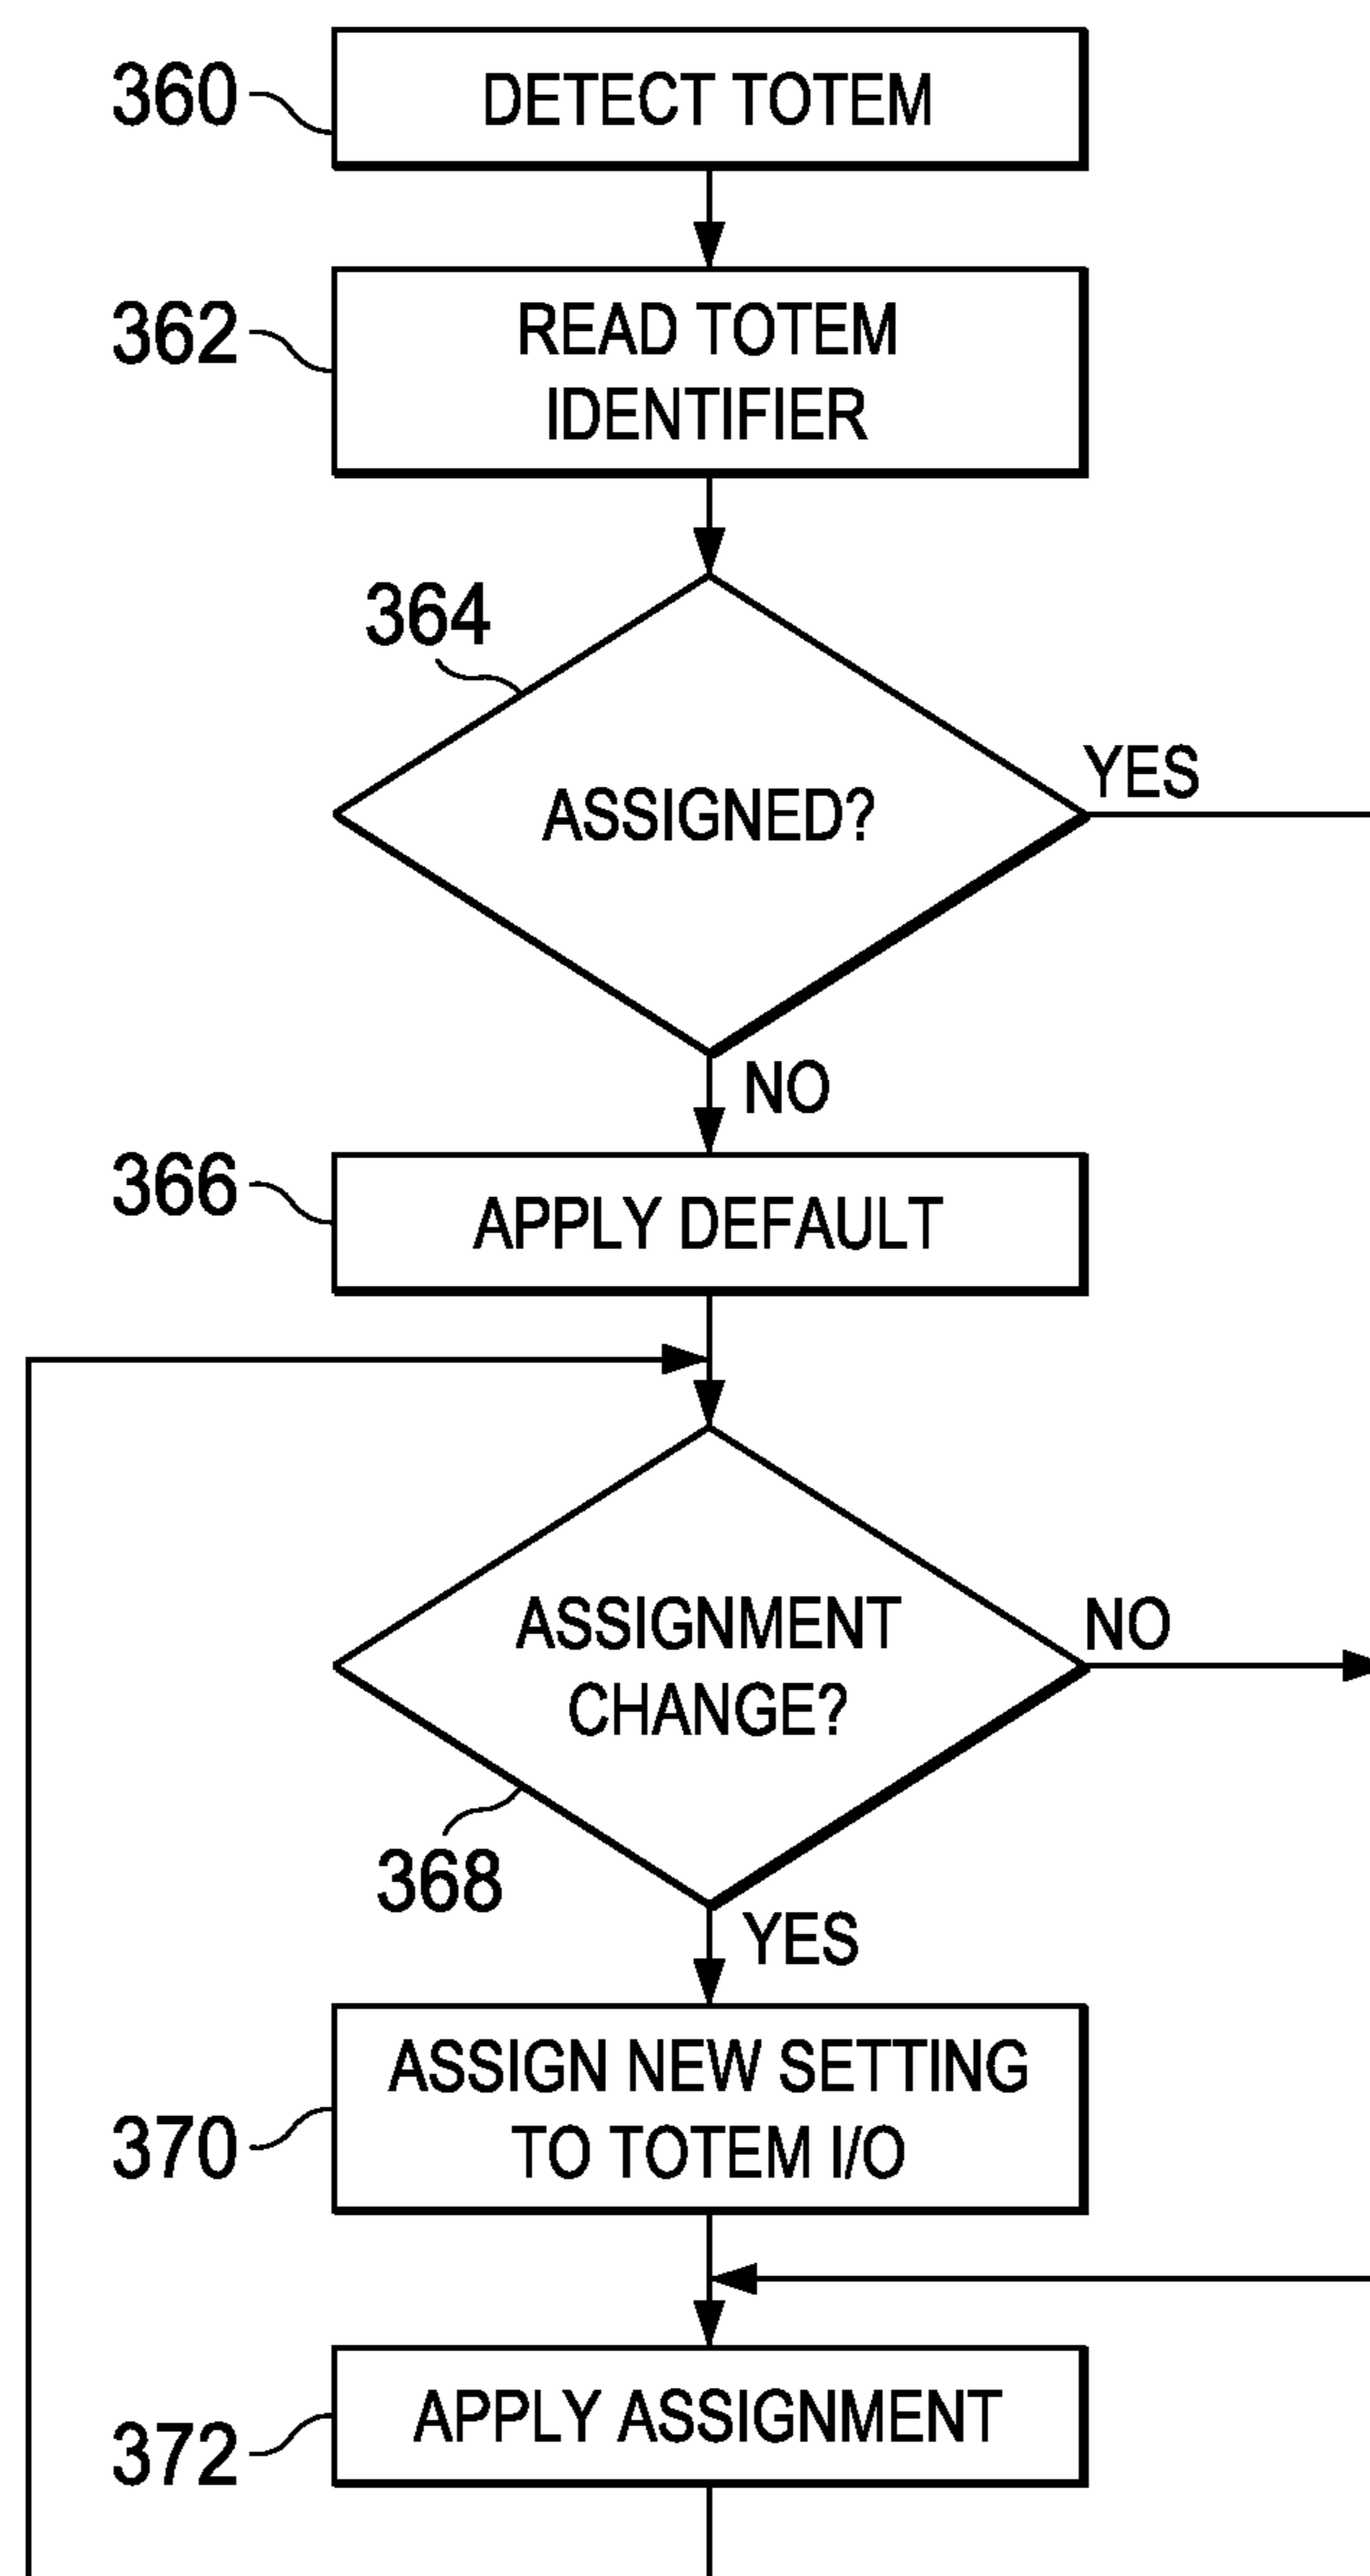 360
DETECT TOTEM
362
READ TOTEM
IDENTIFIER
364
ASSIGNED?
YES
NO
366
APPLY DEFAULT
ASSIGNMENT
CHANGE?
NO
368
YES
370
ASSIGN NEW SETTING
TO TOTEM I/O
372
APPLY ASSIGNMENT